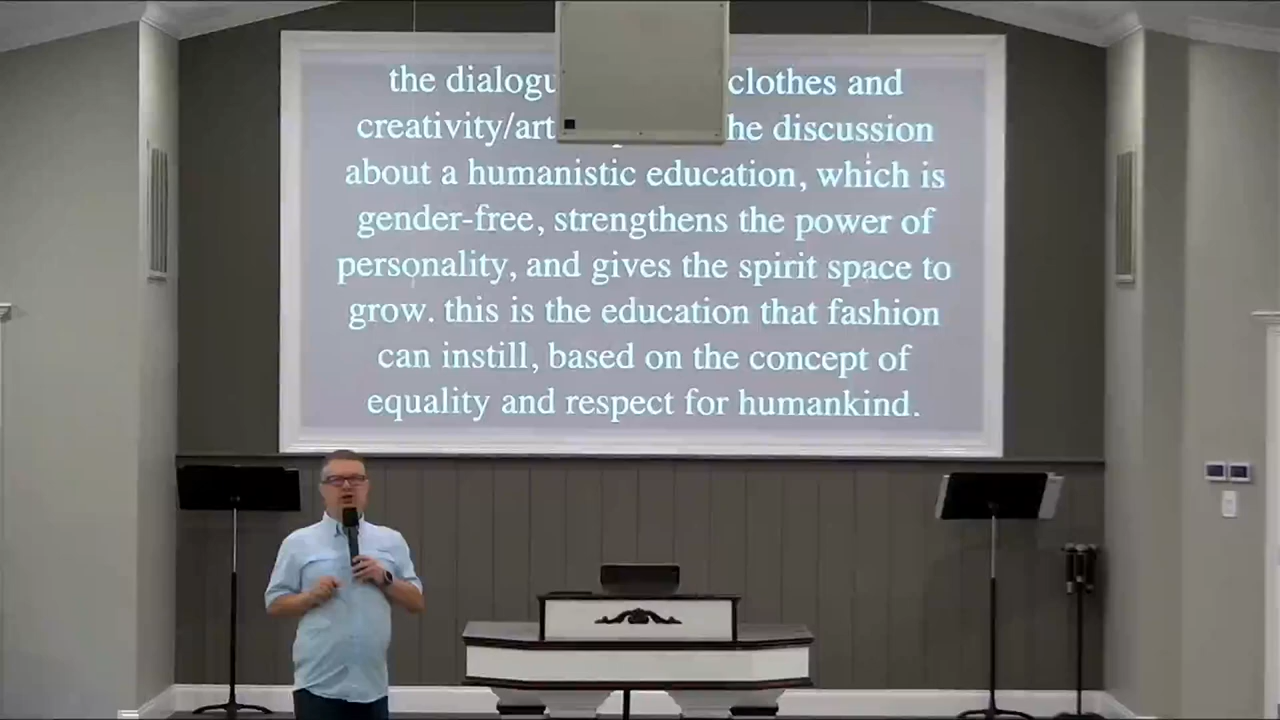 the dialogu clothes and
creativity/art he discussion
about a humanistic education, which is
gender-free, strengthens the power of
personality, and gives the spirit space to
grow. this is the education that fashion
can instill, based on the concept of
equality and respect for humankind.